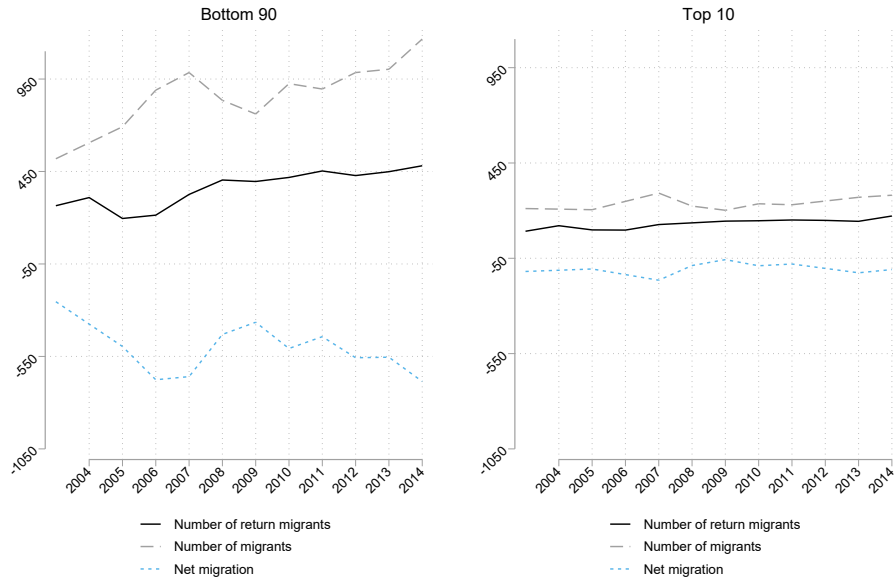 Bottom 90
950
450
-50
-550
-1050
2004 2005 2006 2007 2008 2009 2010 2011 2012 2013 2014
Number of return migrants
Number of migrants
Net migration
Top 10
950
450
-50
-550
-1050
2004 2005 2006 2007 2008 2009 2010 2011 2012 2013 2014
Number of return migrants
Number of migrants
Net migration